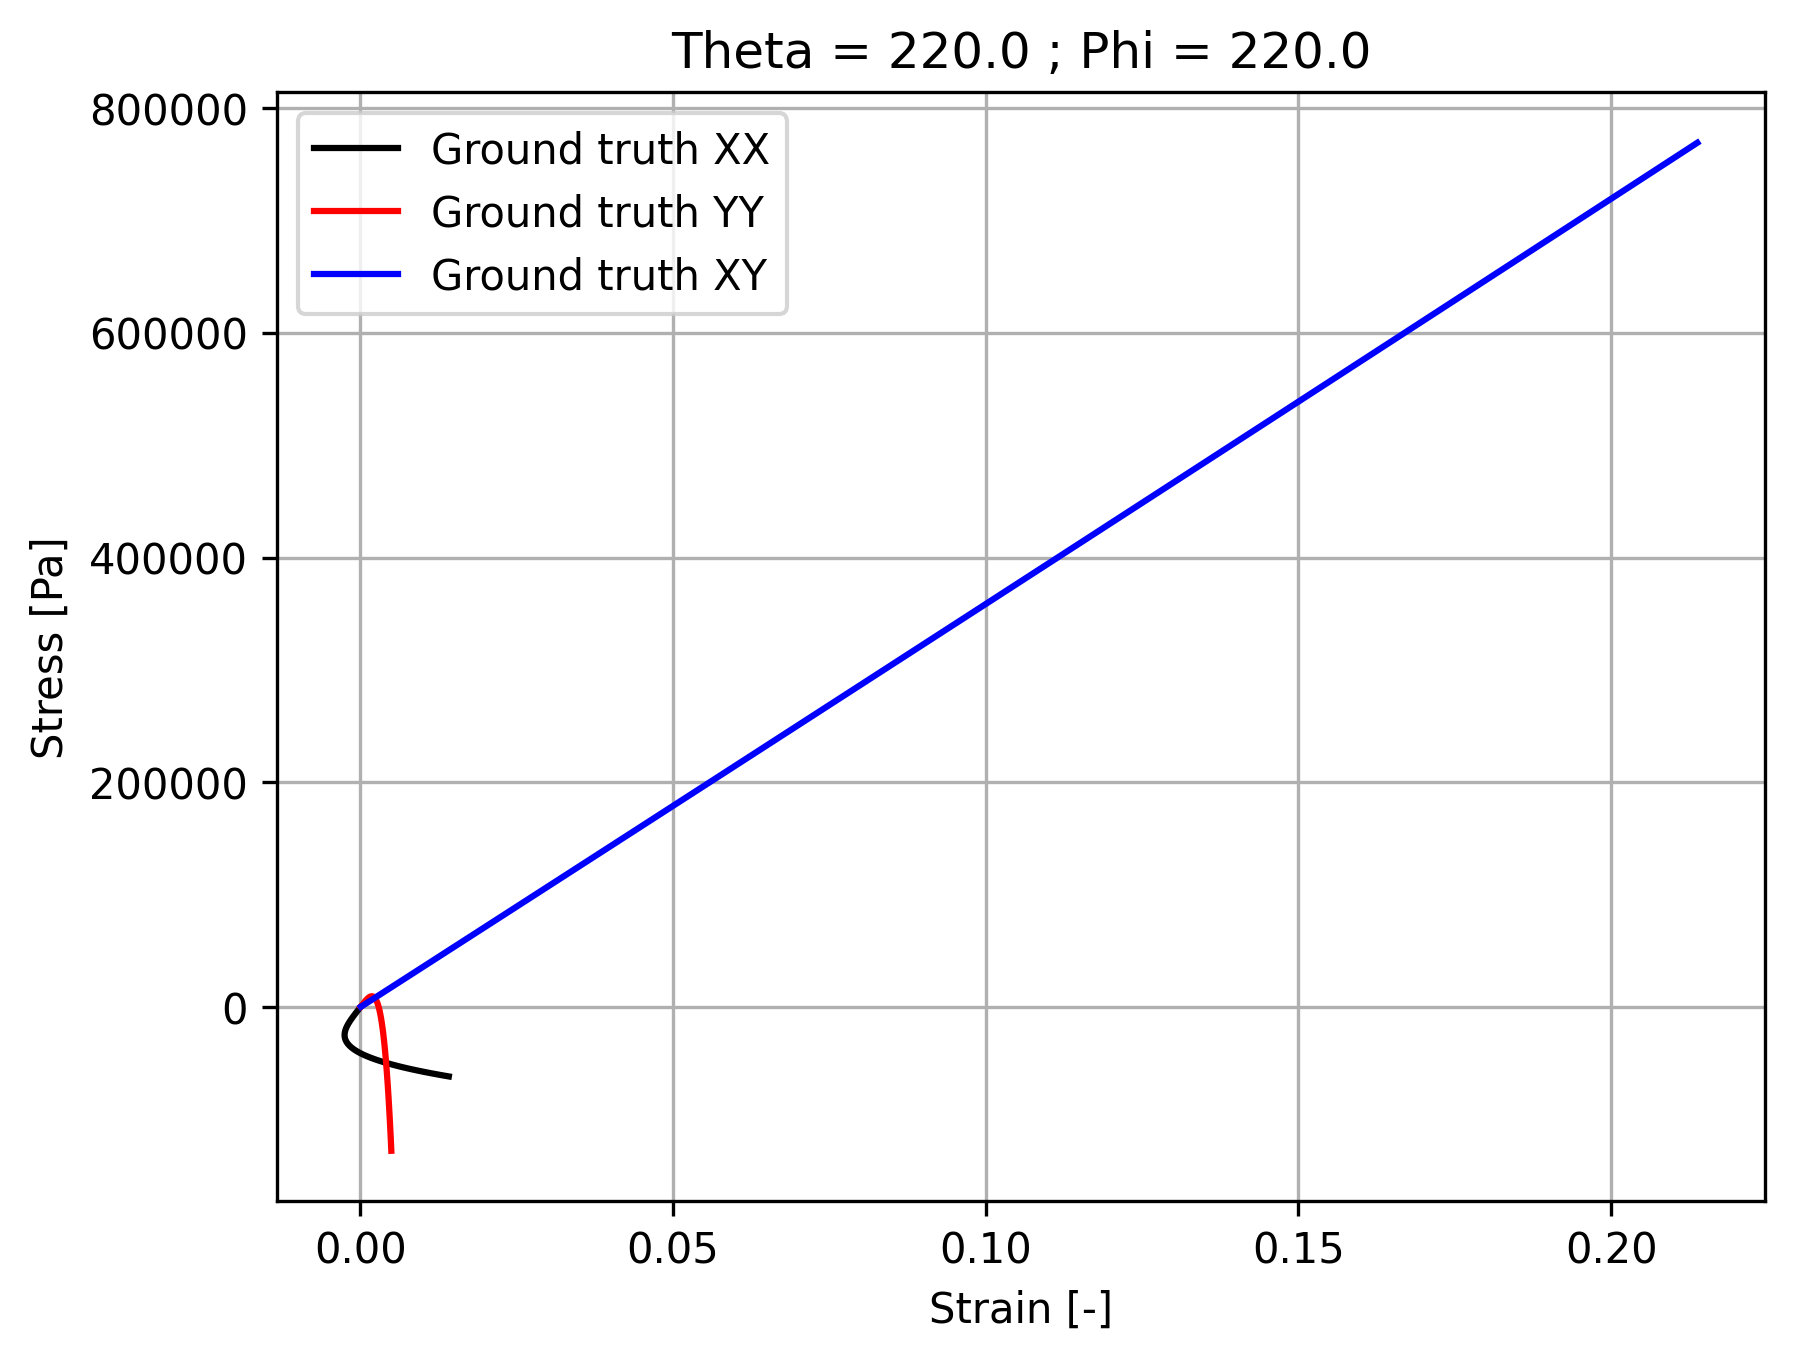 Theta = 220.0 ; Phi = 220.0
800000
600000
400000
200000
0
Stress [Pa]
Ground truth XX
Ground truth YY
Ground truth XY
0.00 0.05 0.10 0.15 0.20
Strain [-]